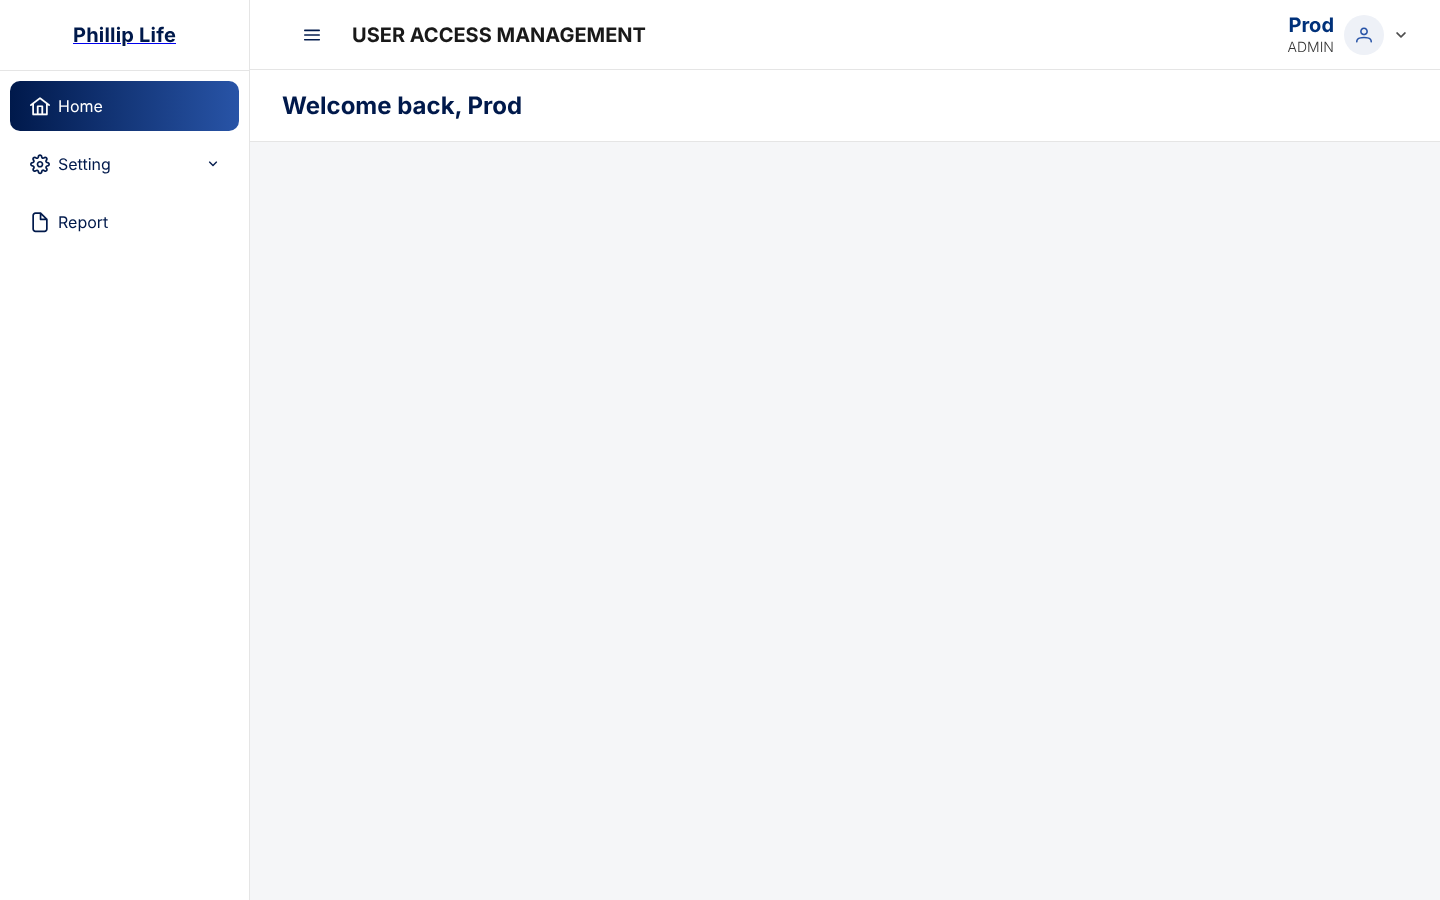 Phillip Life
USER ACCESS MANAGEMENT
Prod
ADMIN
Home
Setting
Report
Welcome back, Prod